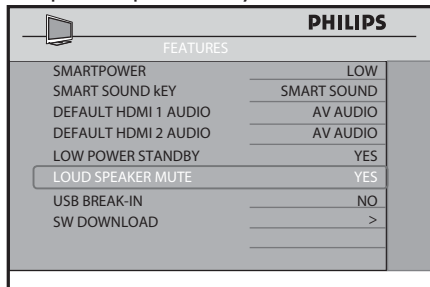 PHILIPS
FEATURES
SMARTPOWER LOW
SMART SOUND kEY SMART SOUND
DEFAULT HDMI 1 AUDIO AV AUDIO
DEFAULT HDMI 2 AUDIO AV AUDIO
LOW POWER STANDBY YES
LOUD SPEAKER MUTE YES
USB BREAK-IN NO
SW DOWNLOAD >